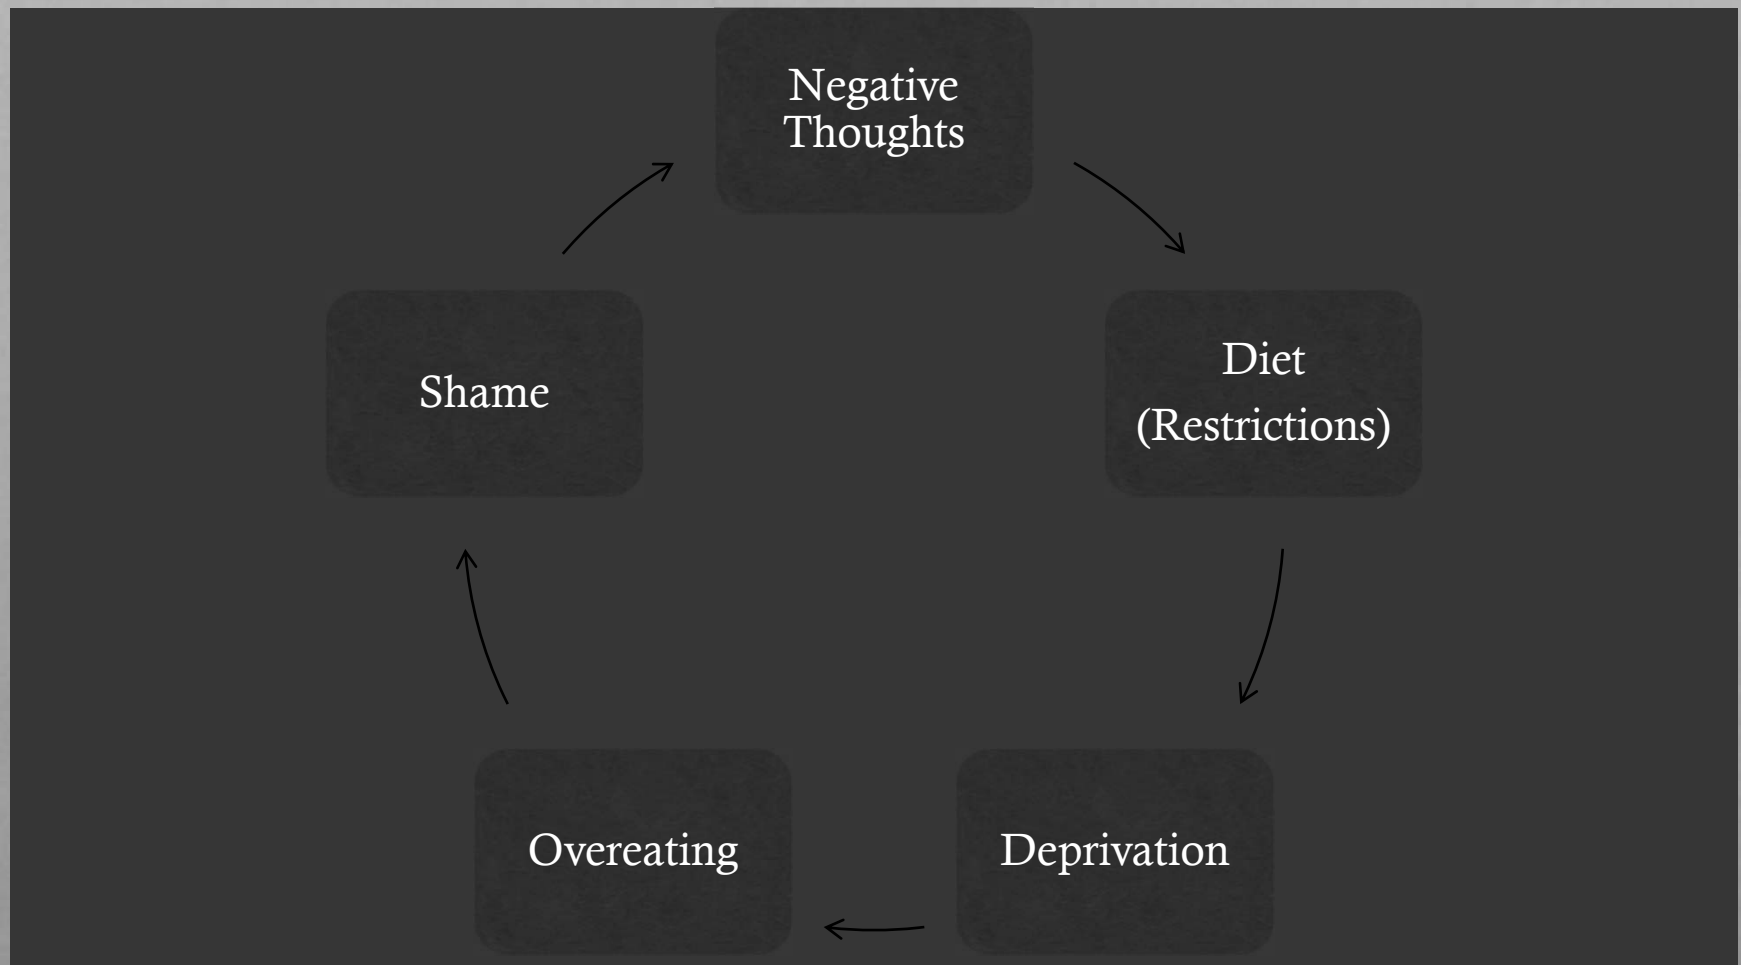 Negative
Thoughts
Diet
(Restrictions)
Deprivation
Overeating
Shame